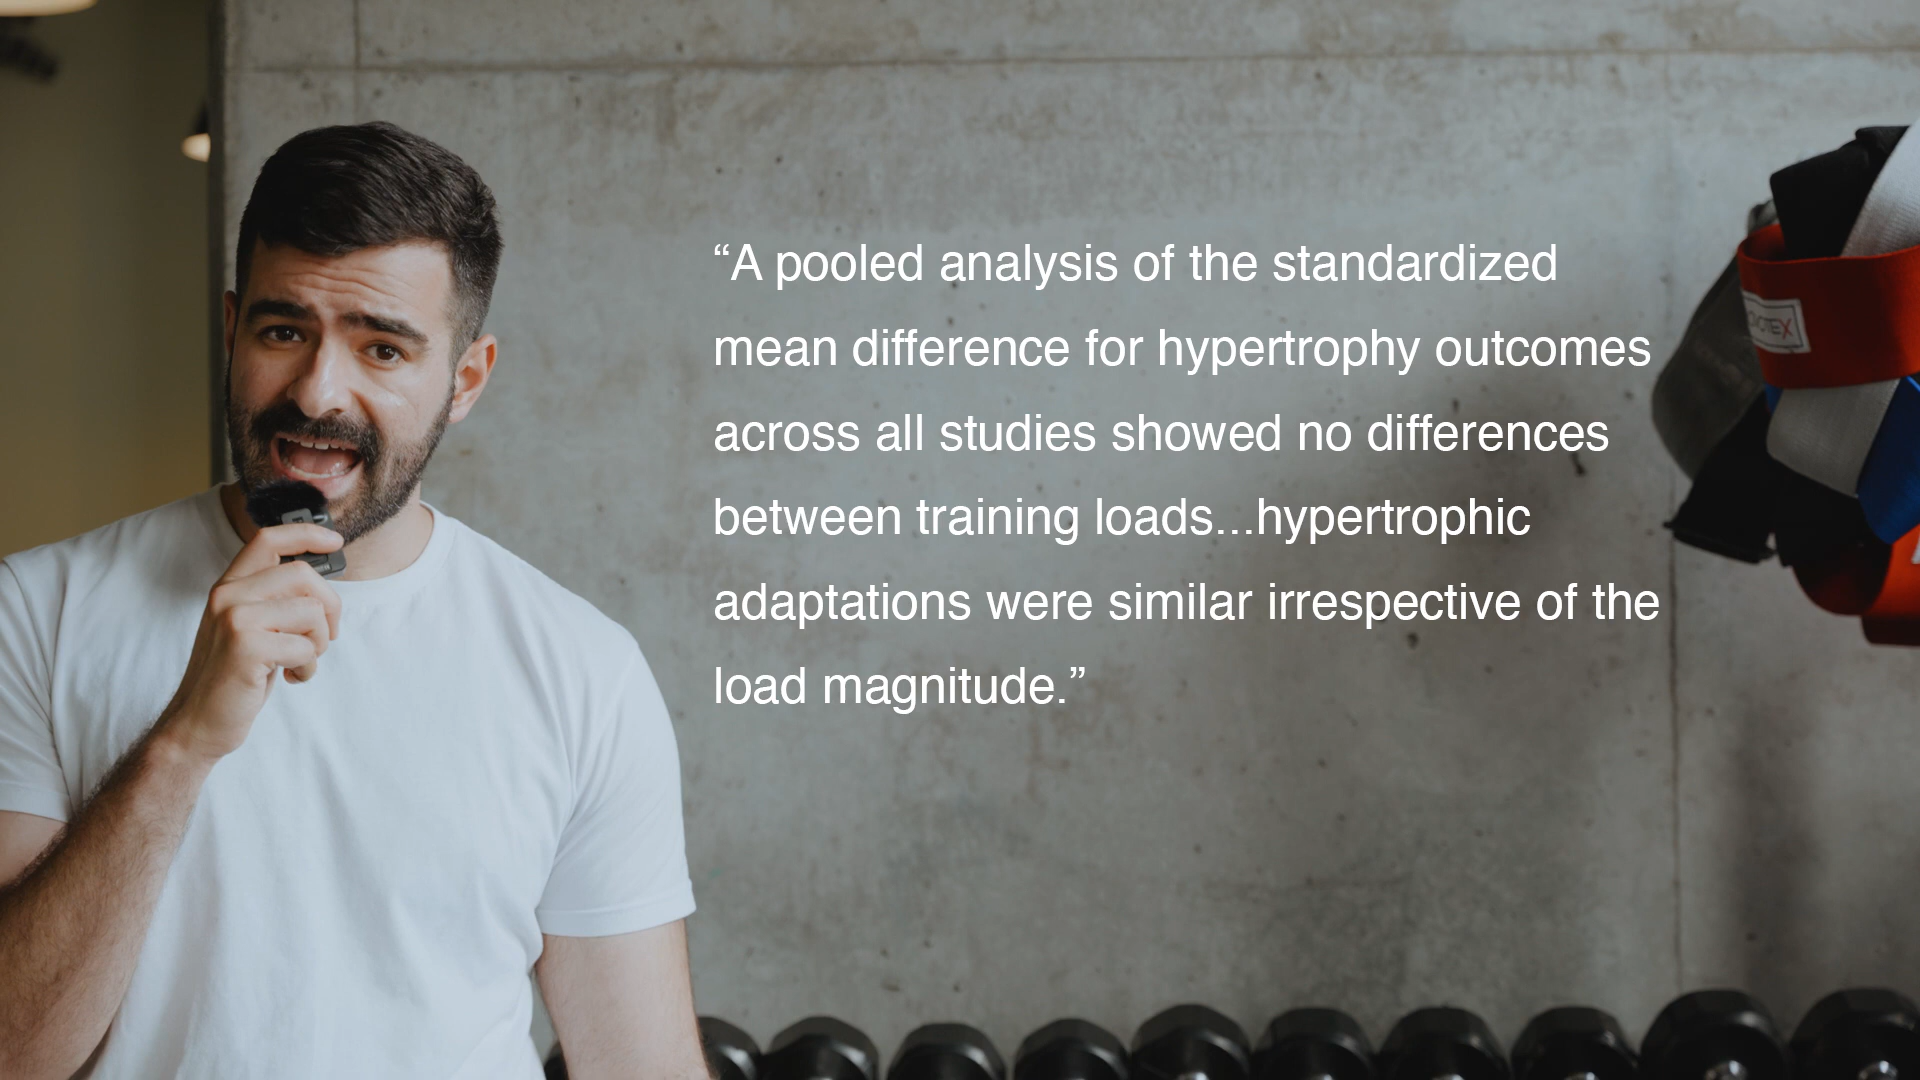 “A pooled analysis of the standardized
mean difference for hypertrophy outcomes
across all studies showed no differences
between training loads...hypertrophic
adaptations were similar irrespective of the
load magnitude.”